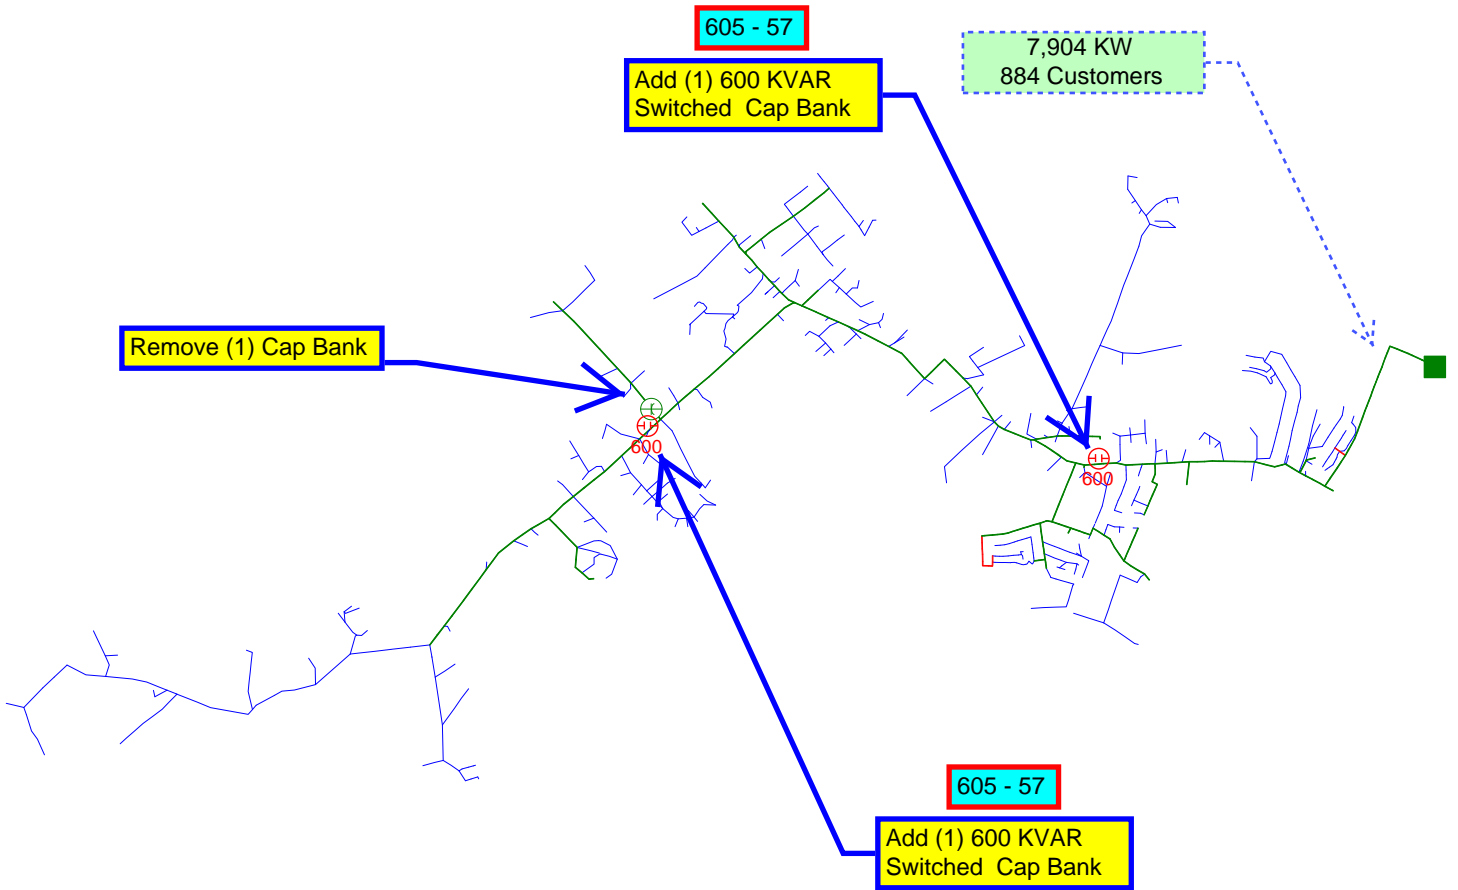 605 - 57
Add (1) 600 KVAR
Switched  Cap Bank
7,904 KW
884 Customers
Remove (1) Cap Bank
600
600
605 - 57
Add (1) 600 KVAR
Switched  Cap Bank